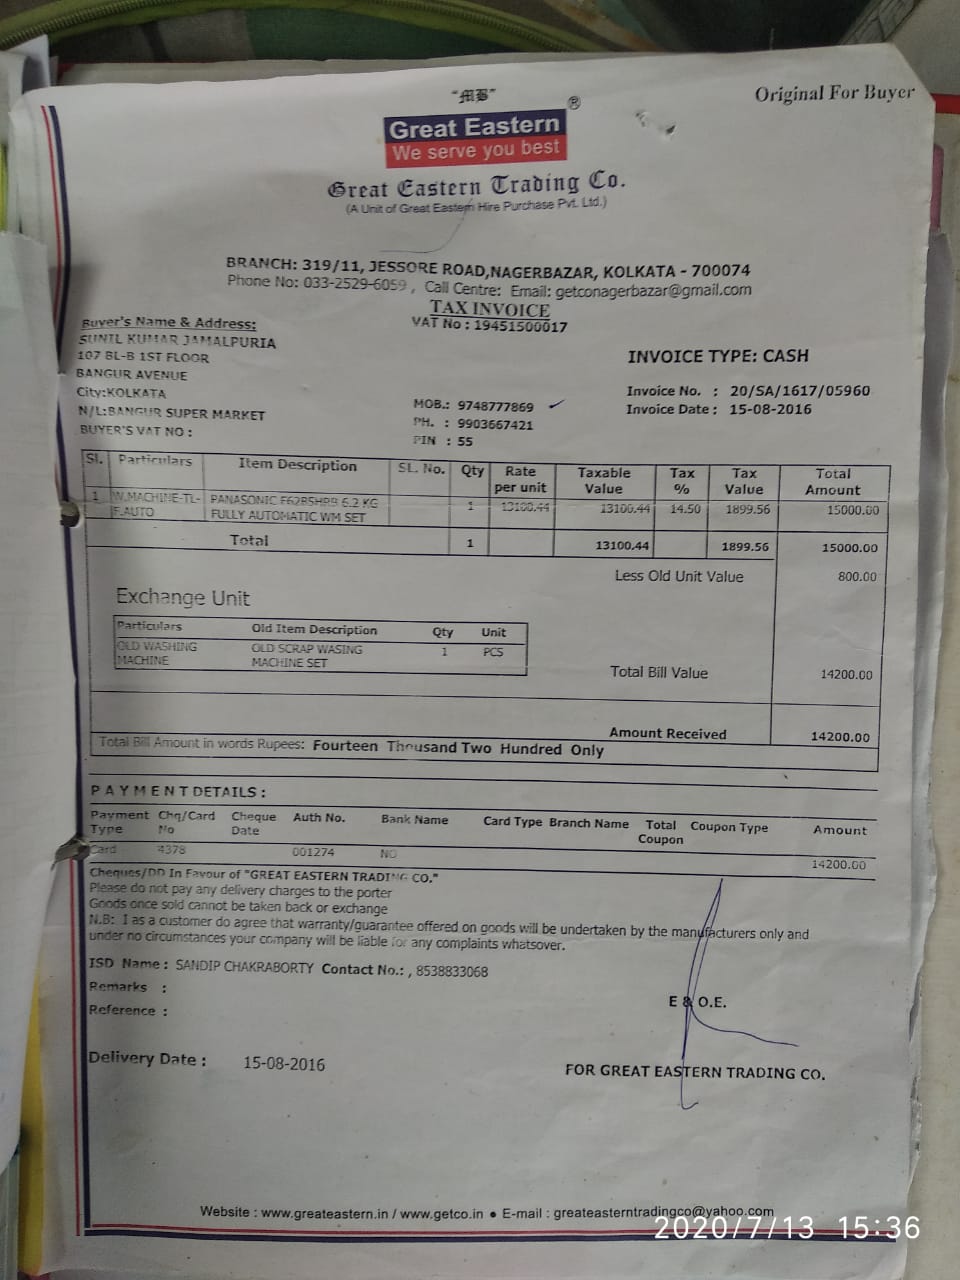 "MB"
Original For Buyer
Great Eastern ®
We serve you best
Great Eastern Trading Co.
(A Unit of Great Eastern Hire Purchase Pvt. Ltd.)
BRANCH: 319/11, JESSORE ROAD,NAGERBAZAR, KOLKATA - 700074
Phone No: 033-2529-6059 , Call Centre: Email: getconagerbazar@gmail.com
TAX INVOICE
VAT No : 19451500017
Buyer's Name & Address:
SUNIL KUMAR JAMALPURIA
107 BL-B 1ST FLOOR
BANGUR AVENUE
City:KOLKATA
N/L:BANGUR SUPER MARKET
BUYER'S VAT NO :
MOB.: 9748777869
PH. : 9903667421
PIN : 55
INVOICE TYPE: CASH
Invoice No. : 20/SA/1617/05960
Invoice Date : 15-08-2016
Sl. Particulars Item Description SL. No. Qty Rate per unit Taxable Value Tax % Tax Value Total Amount
1 W.MACHINE-TL- PANASONIC 6.2 KG 1 13100.44 13100.44 14.50 1899.56 15000.00
F.AUTO FULLY AUTOMATIC WM SET
Total 1 13100.44 1899.56 15000.00
Less Old Unit Value 800.00
Exchange Unit
Particulars Old Item Description Qty Unit
OLD WASHING OLD SCRAP WASING 1 PCS
MACHINE MACHINE SET
Total Bill Value 14200.00
Amount Received 14200.00
Total Bill Amount in words Rupees: Fourteen Thousand Two Hundred Only
PAYMENT DETAILS :
Payment Type Chq/Card No Cheque Date Auth No. Bank Name Card Type Branch Name Total Coupon Coupon Type Amount
Card 4378 001274 NO 14200.00
Cheques/DD In Favour of "GREAT EASTERN TRADING CO."
Please do not pay any delivery charges to the porter
Goods once sold cannot be taken back or exchange
N.B: I as a customer do agree that warranty/guarantee offered on goods will be undertaken by the manufacturers only and
under no circumstances your company will be liable for any complaints whatsover.
ISD Name : SANDIP CHAKRABORTY Contact No.: , 8538833068
Remarks :
Reference :
E & O.E.
Delivery Date : 15-08-2016
FOR GREAT EASTERN TRADING CO.
Website : www.greateastern.in / www.getco.in ● E-mail : greateasterntradingco@yahoo.com
2020/7/13 15:36